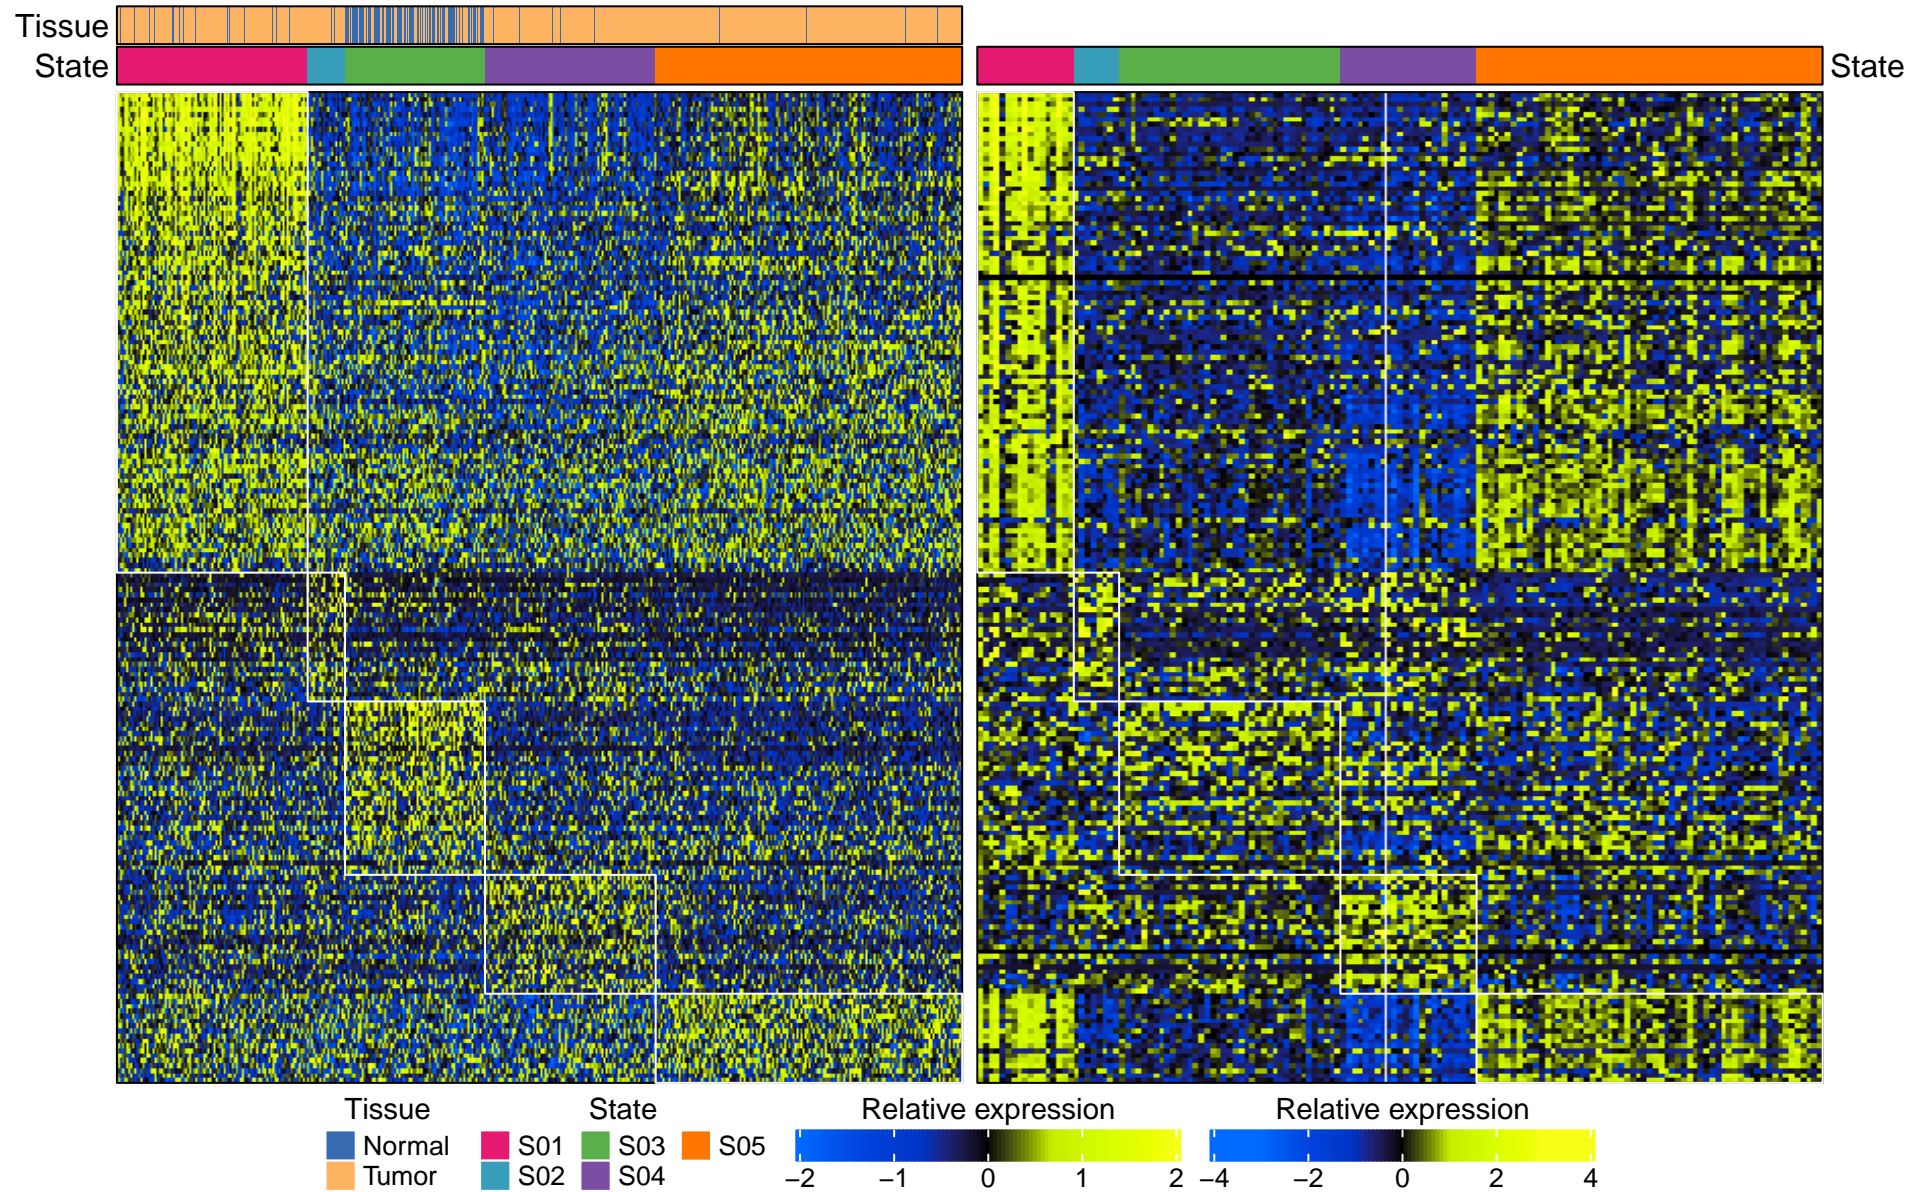 Tissue
State
State
Tissue
Normal
Tumor
State
S01
S03
S05
S02
S04
Relative expression
−2 −1 0 1 2
Relative expression
−4 −2 0 2 4